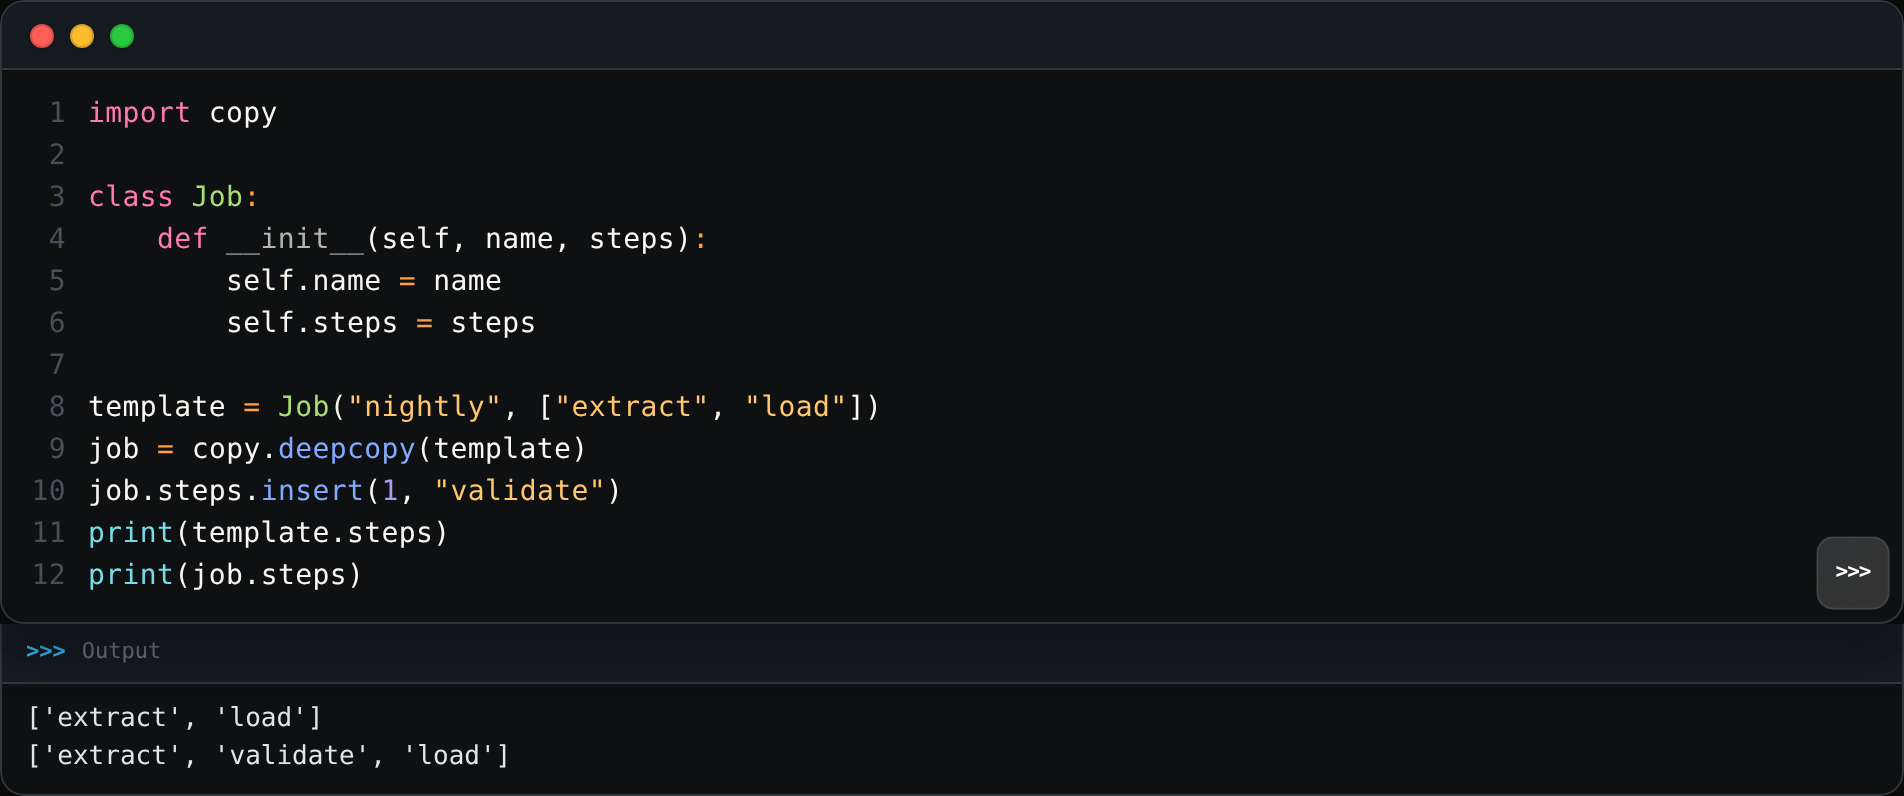 1 import copy
2
3 class Job:
4     def __init__(self, name, steps):
5         self.name = name
6         self.steps = steps
7
8 template = Job("nightly", ["extract", "load"])
9 job = copy.deepcopy(template)
10 job.steps.insert(1, "validate")
11 print(template.steps)
12 print(job.steps)
>>>
>>> Output
['extract', 'load']
['extract', 'validate', 'load']